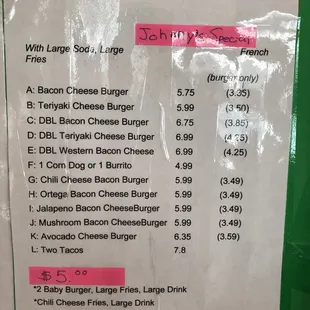 Johnny's Special
With Large Soda, Large French
Fries
(burger only)
A: Bacon Cheese Burger 5.75 (3.35)
B: Teriyaki Cheese Burger 5.99 (3.50)
C: DBL Bacon Cheese Burger 6.75 (3.85)
D: DBL Teriyaki Cheese Burger 6.99 (4.25)
E: DBL Western Bacon Cheese 6.99 (4.25)
F: 1 Corn Dog or 1 Burrito 4.99
G: Chili Cheese Bacon Burger 5.99 (3.49)
H: Ortega Bacon Cheese Burger 5.99 (3.49)
I: Jalapeno Bacon CheeseBurger 5.99 (3.49)
J: Mushroom Bacon CheeseBurger 5.99 (3.49)
K: Avocado Cheese Burger 6.35 (3.59)
L: Two Tacos 7.8
$5.00
*2 Baby Burger, Large Fries, Large Drink
*Chili Cheese Fries, Large Drink